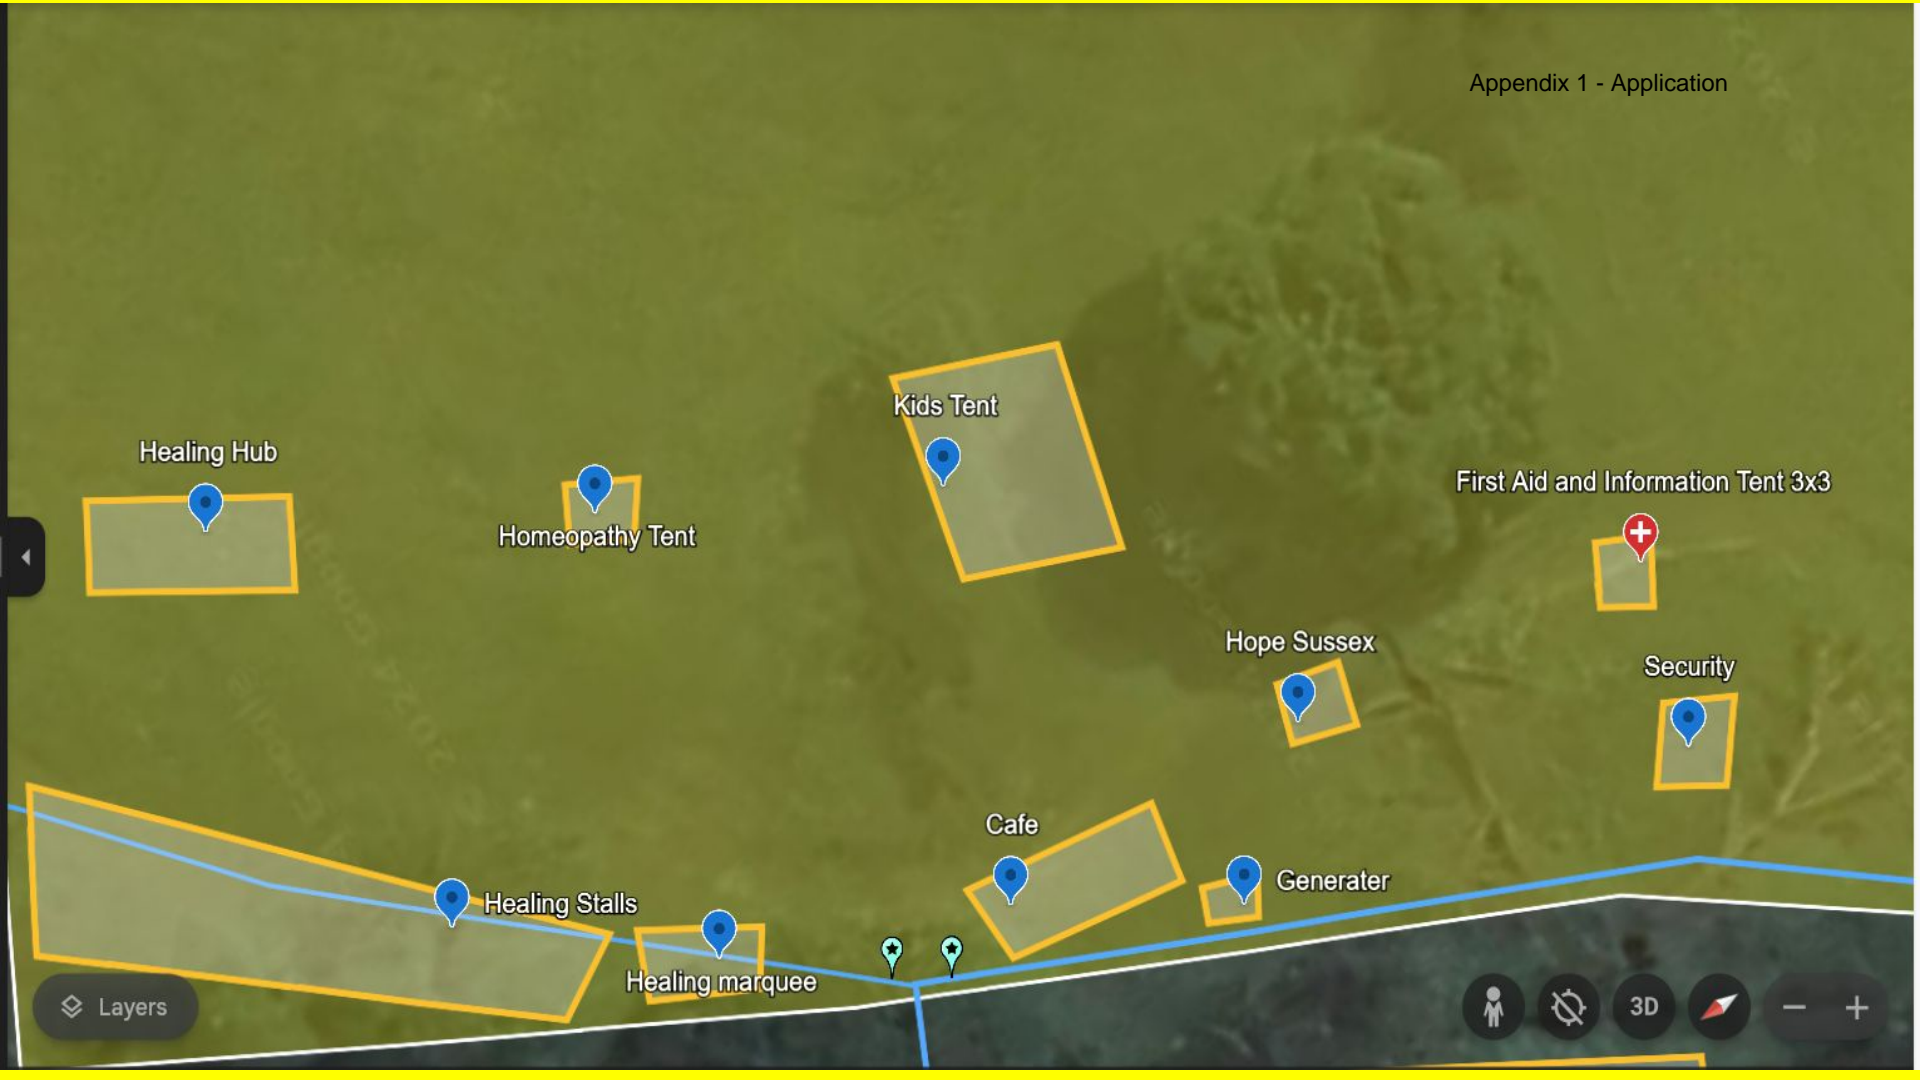 Appendix 1 - Application
Kids Tent
Healing Hub
First Aid and Information Tent 3x3
Homeopathy Tent
Hope Sussex
Security
Cafe
Generater
Healing Stalls
Healing marquee
Layers
3D